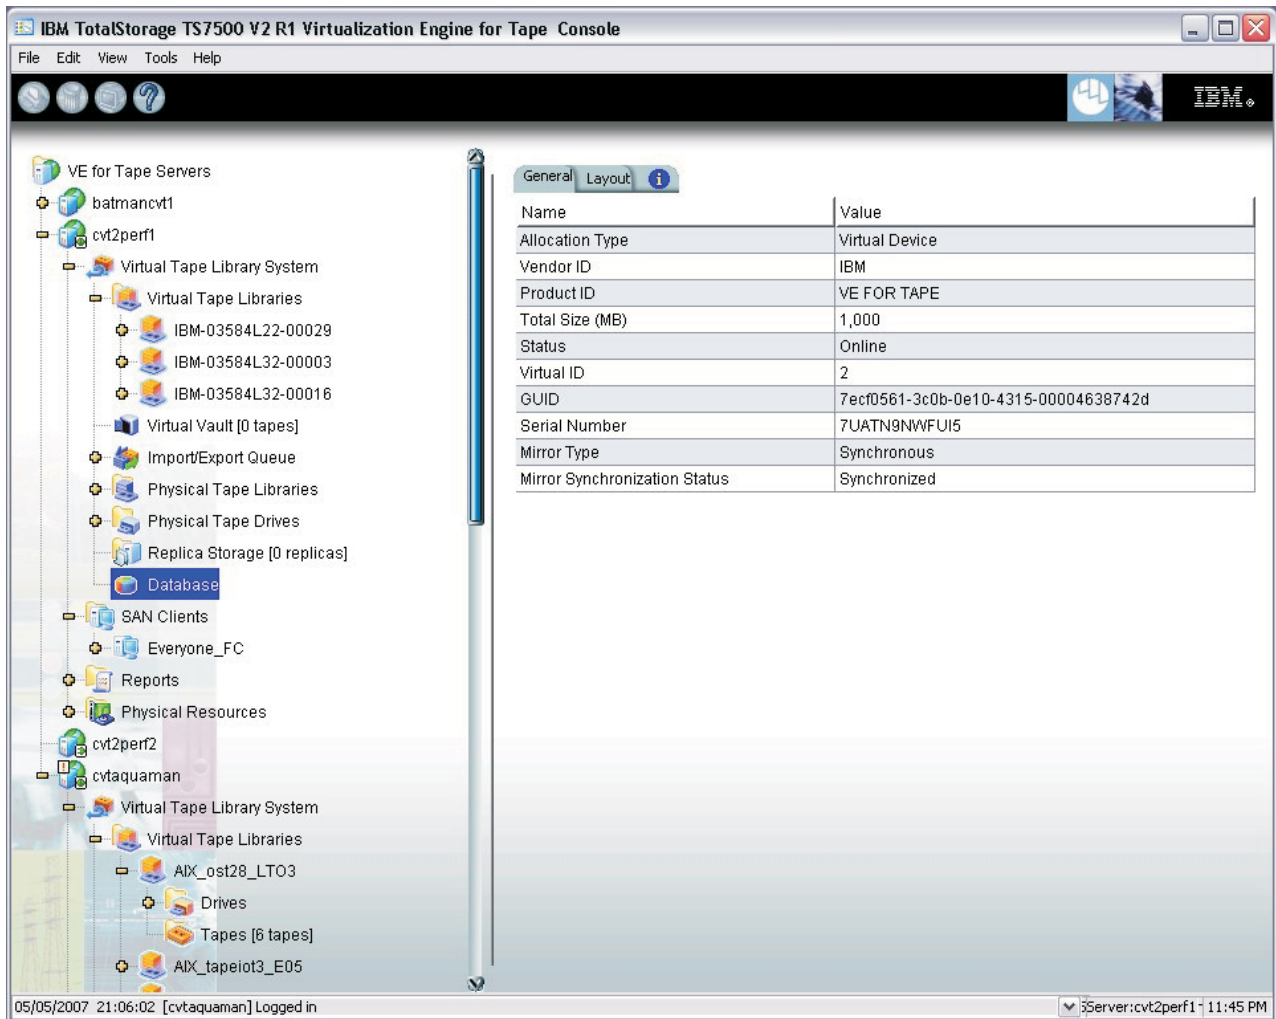 IBM TotalStorage TS7500 V2 R1 Virtualization Engine for Tape Console
File Edit View Tools Help
IBM
VE for Tape Servers
batmancvt1
cvt2perf1
Virtual Tape Library System
Virtual Tape Libraries
IBM-03584L22-00029
IBM-03584L32-00003
IBM-03584L32-00016
Virtual Vault [0 tapes]
Import/Export Queue
Physical Tape Libraries
Physical Tape Drives
Replica Storage [0 replicas]
Database
SAN Clients
Everyone_FC
Reports
Physical Resources
cvt2perf2
cvtaquaman
Virtual Tape Library System
Virtual Tape Libraries
AIX_ost28_LTO3
Drives
Tapes [6 tapes]
AIX_tapeiot3_E05
General Layout
Name Value
Allocation Type Virtual Device
Vendor ID IBM
Product ID VE FOR TAPE
Total Size (MB) 1,000
Status Online
Virtual ID 2
GUID 7ecf0561-3c0b-0e10-4315-00004638742d
Serial Number 7UATN9NWFUI5
Mirror Type Synchronous
Mirror Synchronization Status Synchronized
05/05/2007 21:06:02 [cvtaquaman] Logged in
Server:cvt2perf1 11:45 PM